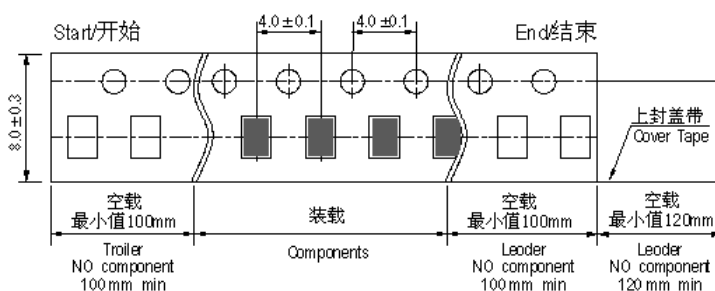 Start/开始
4.0±0.1
4.0±0.1
End/结束
8.0±0.3
上封盖带
Cover Tape
空载
最小值100mm
装载
空载
最小值100mm
空载
最小值120mm
Troiler
NO component
100mm min
Components
Leoder
NO component
100mm min
Leoder
NO component
120mm min